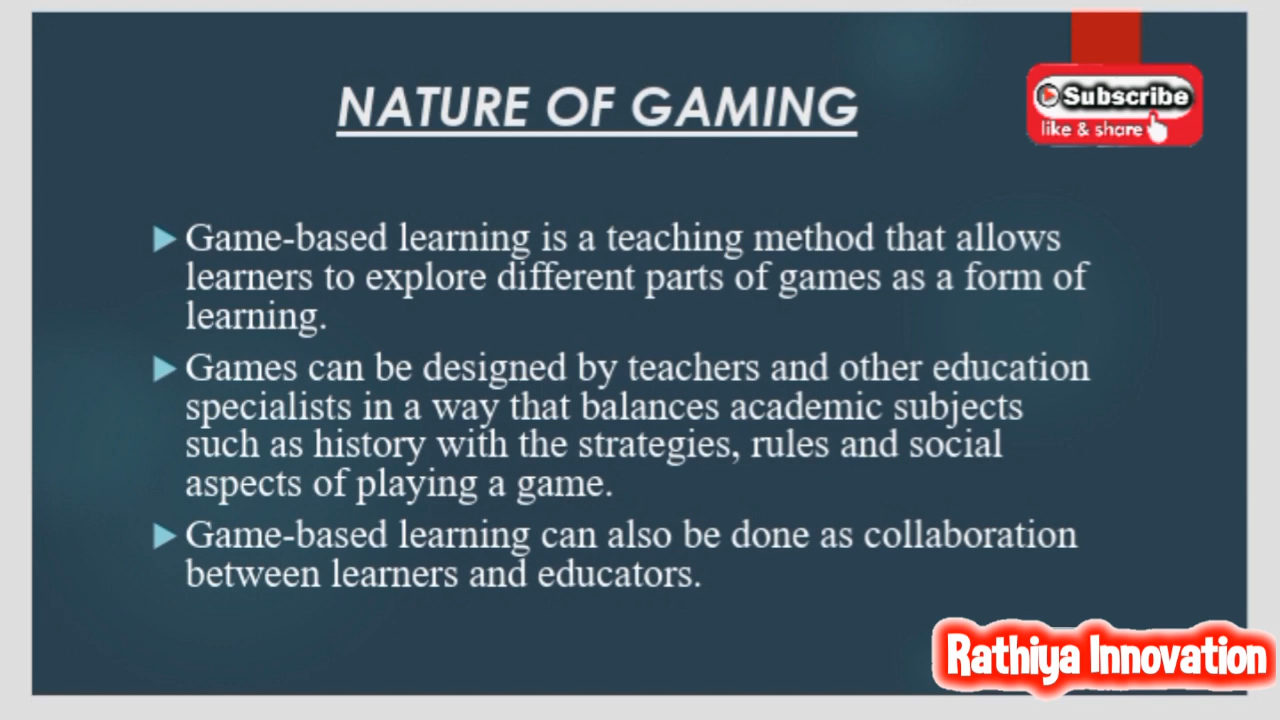 NATURE OF GAMING
Subscribe
like & share
Game-based learning is a teaching method that allows
learners to explore different parts of games as a form of
learning.
Games can be designed by teachers and other education
specialists in a way that balances academic subjects
such as history with the strategies, rules and social
aspects of playing a game.
Game-based learning can also be done as collaboration
between learners and educators.
Rathiya Innovation